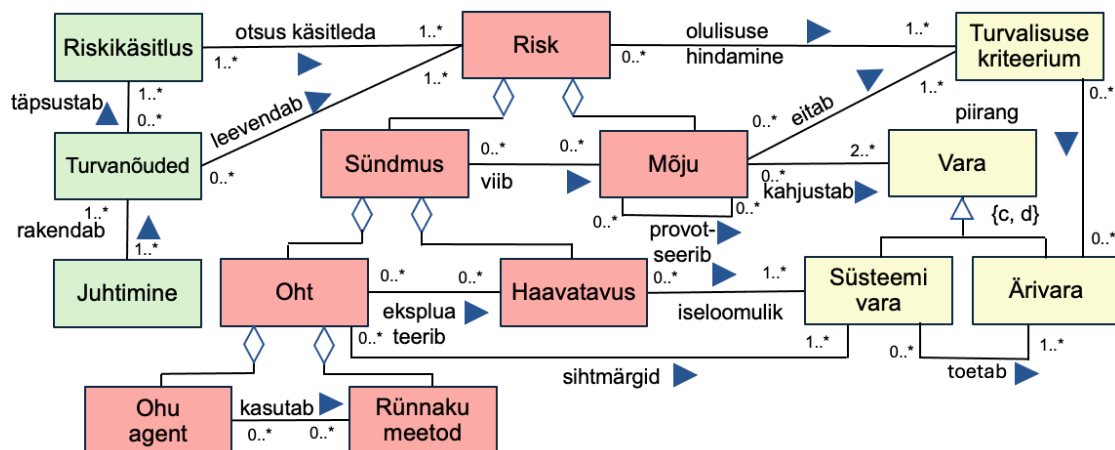 Riskikäsitlus
otsus käsitleda
1..*
1..*
Risk
olulisuse
hindamine
0..*
1..*
Turvalisuse
kriteerium
täpsustab
1..*
0..*
leevendab
1..*
0..*
eitab
0..*
1..*
0..*
piirang
0..*
Turvanõuded
Sündmus
0..*
viib
0..*
Mõju
0..*
kahjustab
2..*
Vara
{c, d}
rakendab
1..*
1..*
0..*
0..*
provot-
seerib
Juhtimine
Oht
0..*
0..*
eksplua
teerib
Haavatavus
0..*
1..*
iseloomulik
Süsteemi
vara
Ärivara
0..*
sihtmärgid
1..*
0..*
toetab
1..*
Ohu
agent
kasutab
0..*
0..*
Rünnaku
meetod